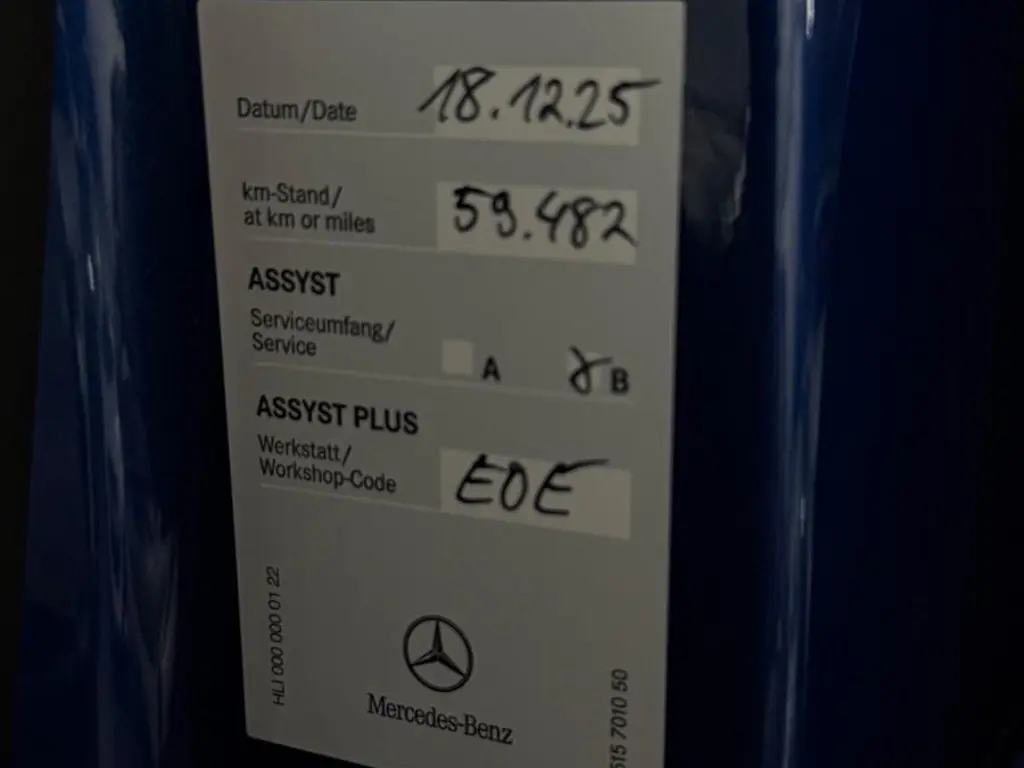 Datum/Date 18.12.25
km-Stand/
at km or miles 59.482
ASSYST
Serviceumfang/
Service A B
ASSYST PLUS
Werkstatt/
Workshop-Code EOE
HLI 000 000 01 22
Mercedes-Benz
515 7010 50